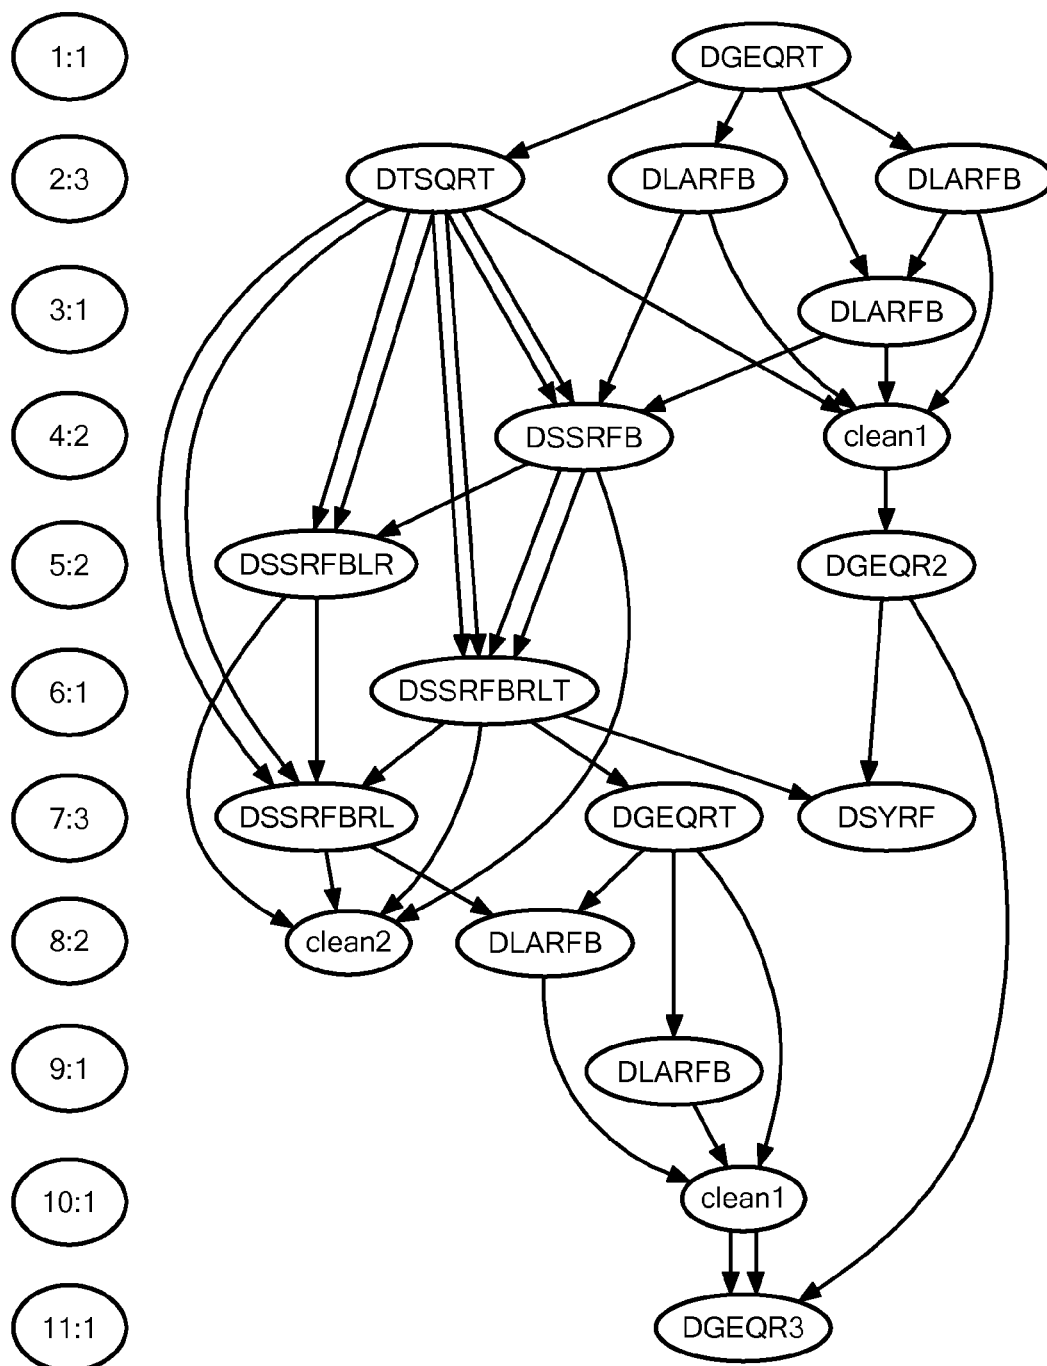 1:1 DGEQRT
2:3 DTSQRT DLARFB DLARFB
3:1 DLARFB
4:2 DSSRFB clean1
5:2 DSSRFBLR DGEQR2
6:1 DSSRFBRLT
7:3 DSSRFBRL DGEQRT DSYRF
8:2 clean2 DLARFB
9:1 DLARFB
10:1 clean1
11:1 DGEQR3